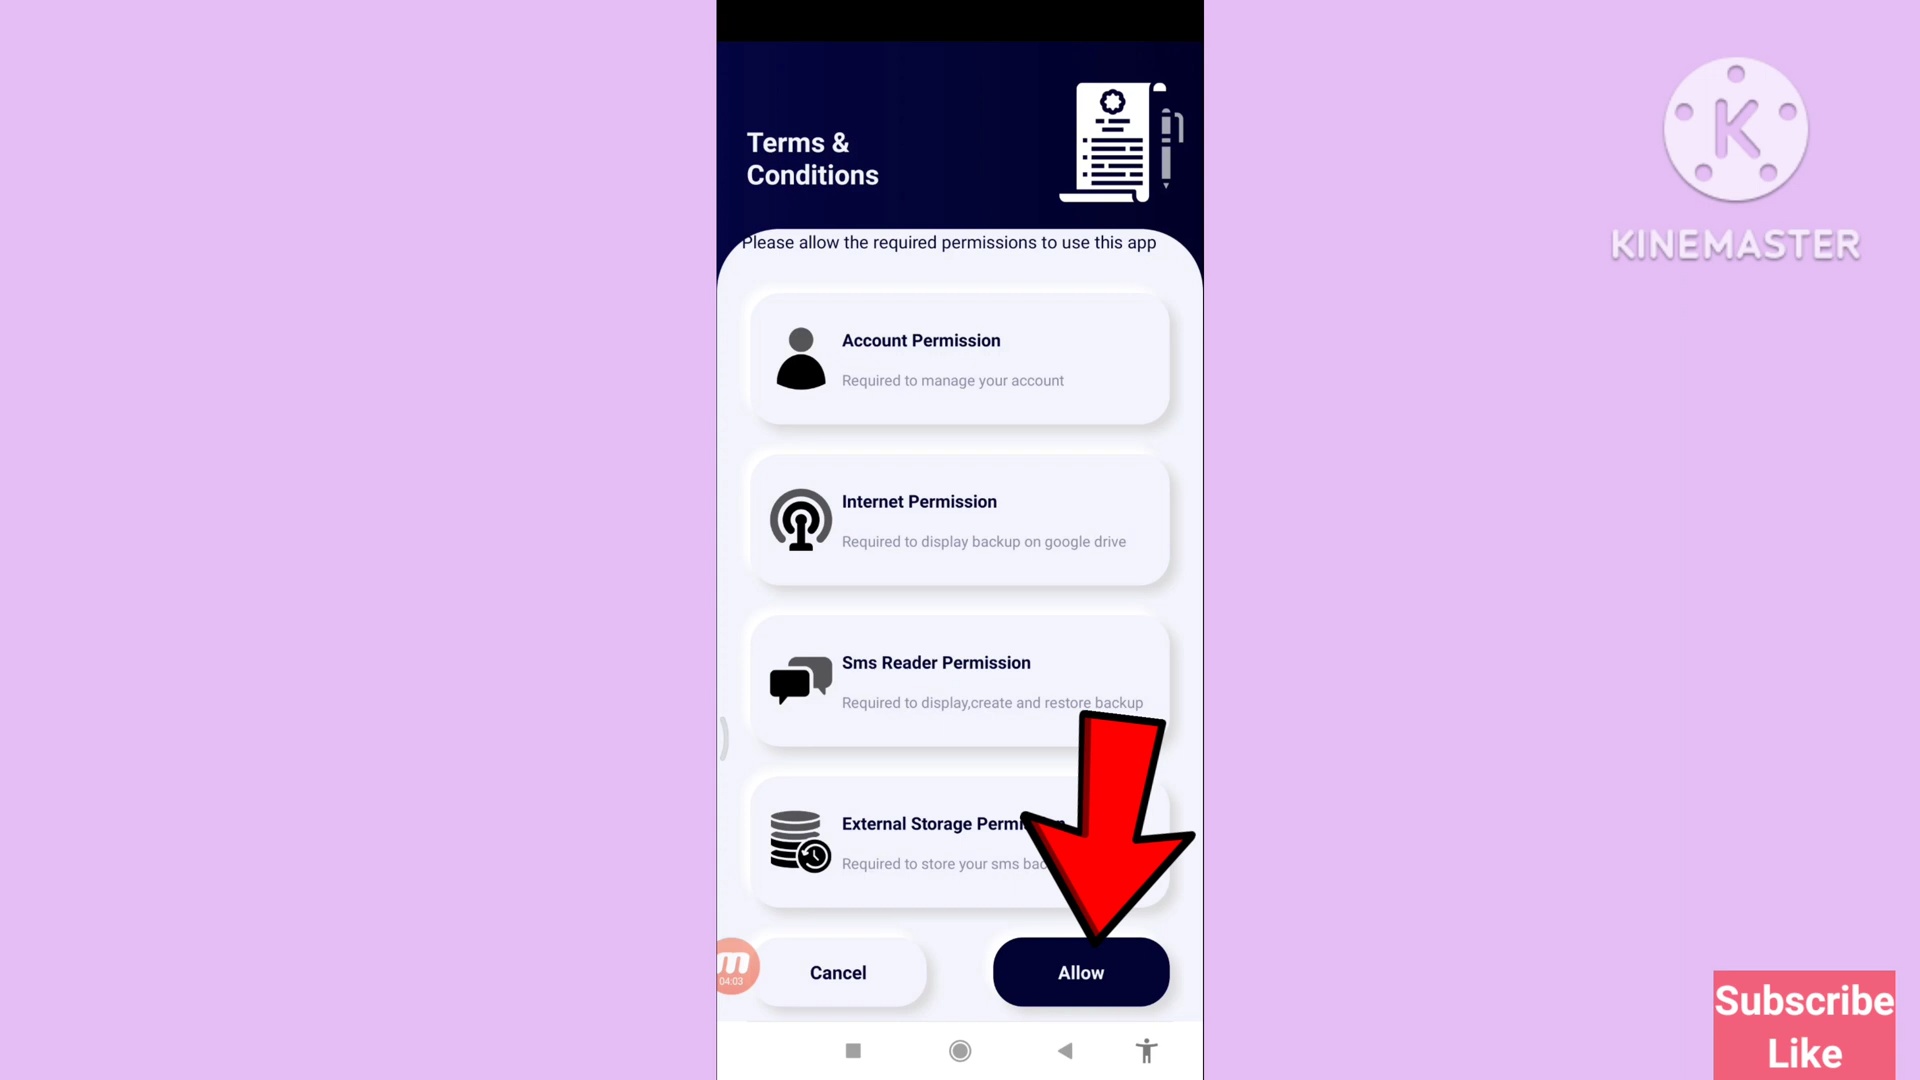 Terms &
Conditions
Please allow the required permissions to use this app
Account Permission
Required to manage your account
Internet Permission
Required to display backup on google drive
Sms Reader Permission
Required to display,create and restore backup
External Storage
Required to store your sms
Cancel
Allow
04:03
KINEMASTER
Subscribe
Like